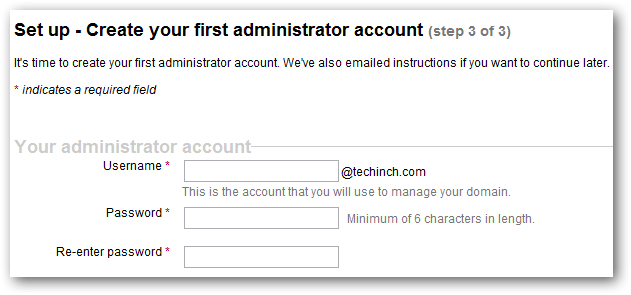 Set up - Create your first administrator account (step 3 of 3)
It's time to create your first administrator account. We've also emailed instructions if you want to continue later.
* indicates a required field
Your administrator account
Username * @techinch.com
This is the account that you will use to manage your domain.
Password * Minimum of 6 characters in length.
Re-enter password *